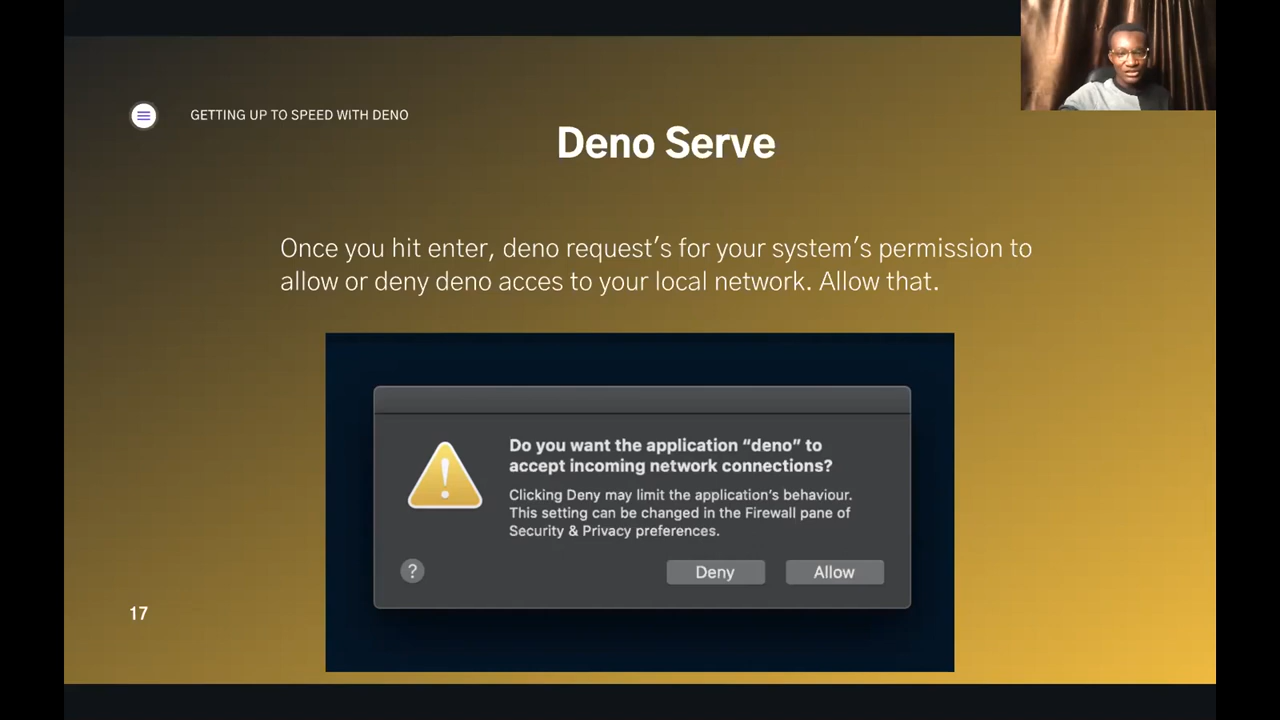 GETTING UP TO SPEED WITH DENO
Deno Serve
Once you hit enter, deno request's for your system's permission to
allow or deny deno acces to your local network. Allow that.
Do you want the application “deno” to
accept incoming network connections?
Clicking Deny may limit the application's behaviour.
This setting can be changed in the Firewall pane of
Security & Privacy preferences.
?
Deny
Allow
17